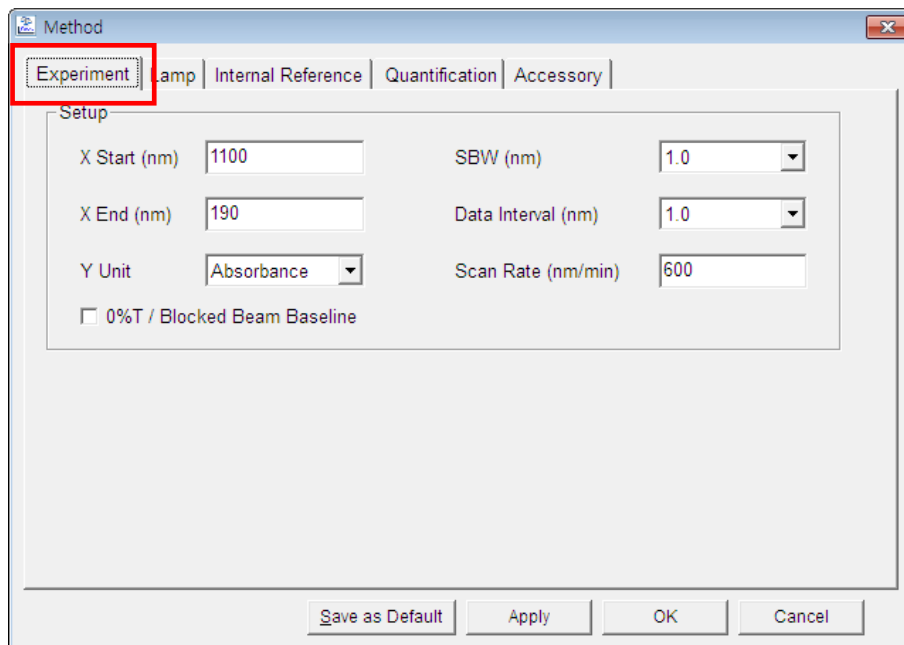 Method
Experiment Lamp Internal Reference Quantification Accessory
Setup
X Start (nm) 1100 SBW (nm) 1.0
X End (nm) 190 Data Interval (nm) 1.0
Y Unit Absorbance Scan Rate (nm/min) 600
0%T / Blocked Beam Baseline
Save as Default Apply OK Cancel